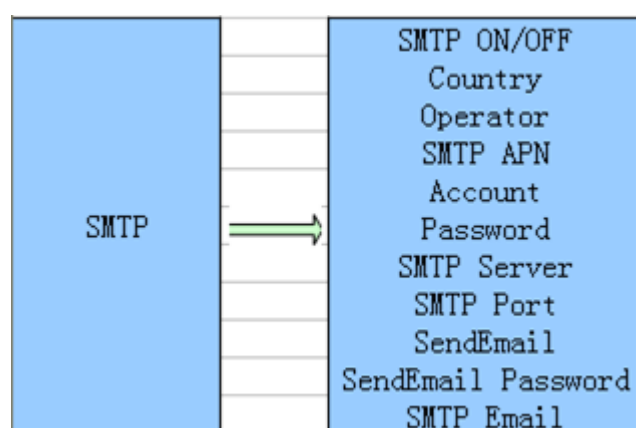 SMTP
SMTP ON/OFF
Country
Operator
SMTP APN
Account
Password
SMTP Server
SMTP Port
SendEmail
SendEmail Password
SMTP Email